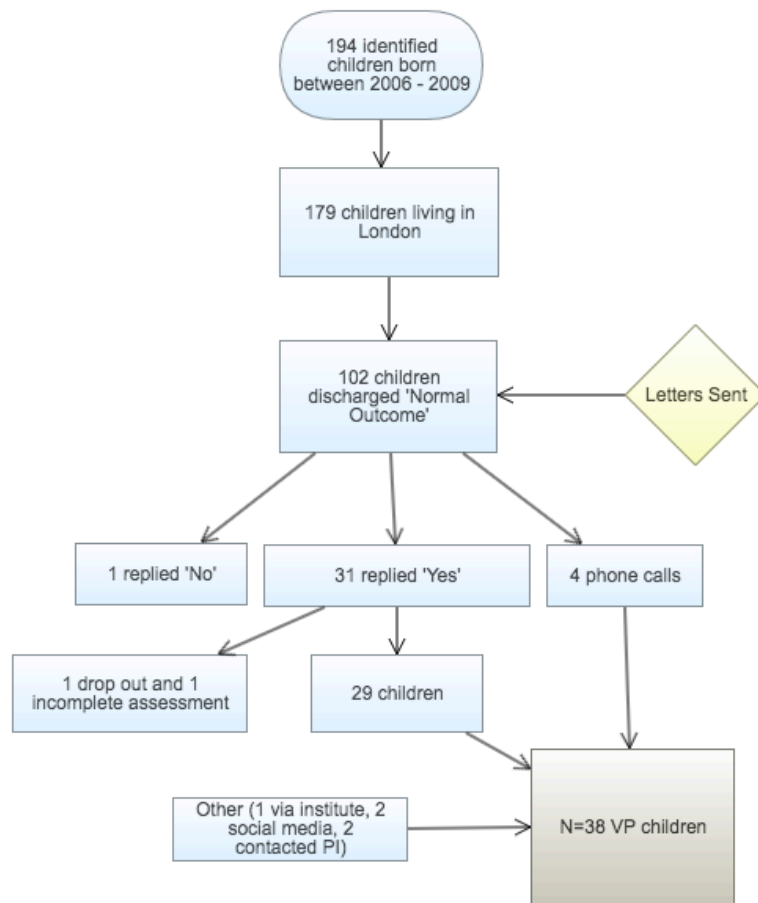 194 identified
children born
between 2006 - 2009
179 children living in
London
102 children
discharged 'Normal
Outcome'
Letters Sent
1 replied 'No'
31 replied 'Yes'
4 phone calls
1 drop out and 1
incomplete assessment
29 children
Other (1 via institute, 2
social media, 2
contacted PI)
N=38 VP children